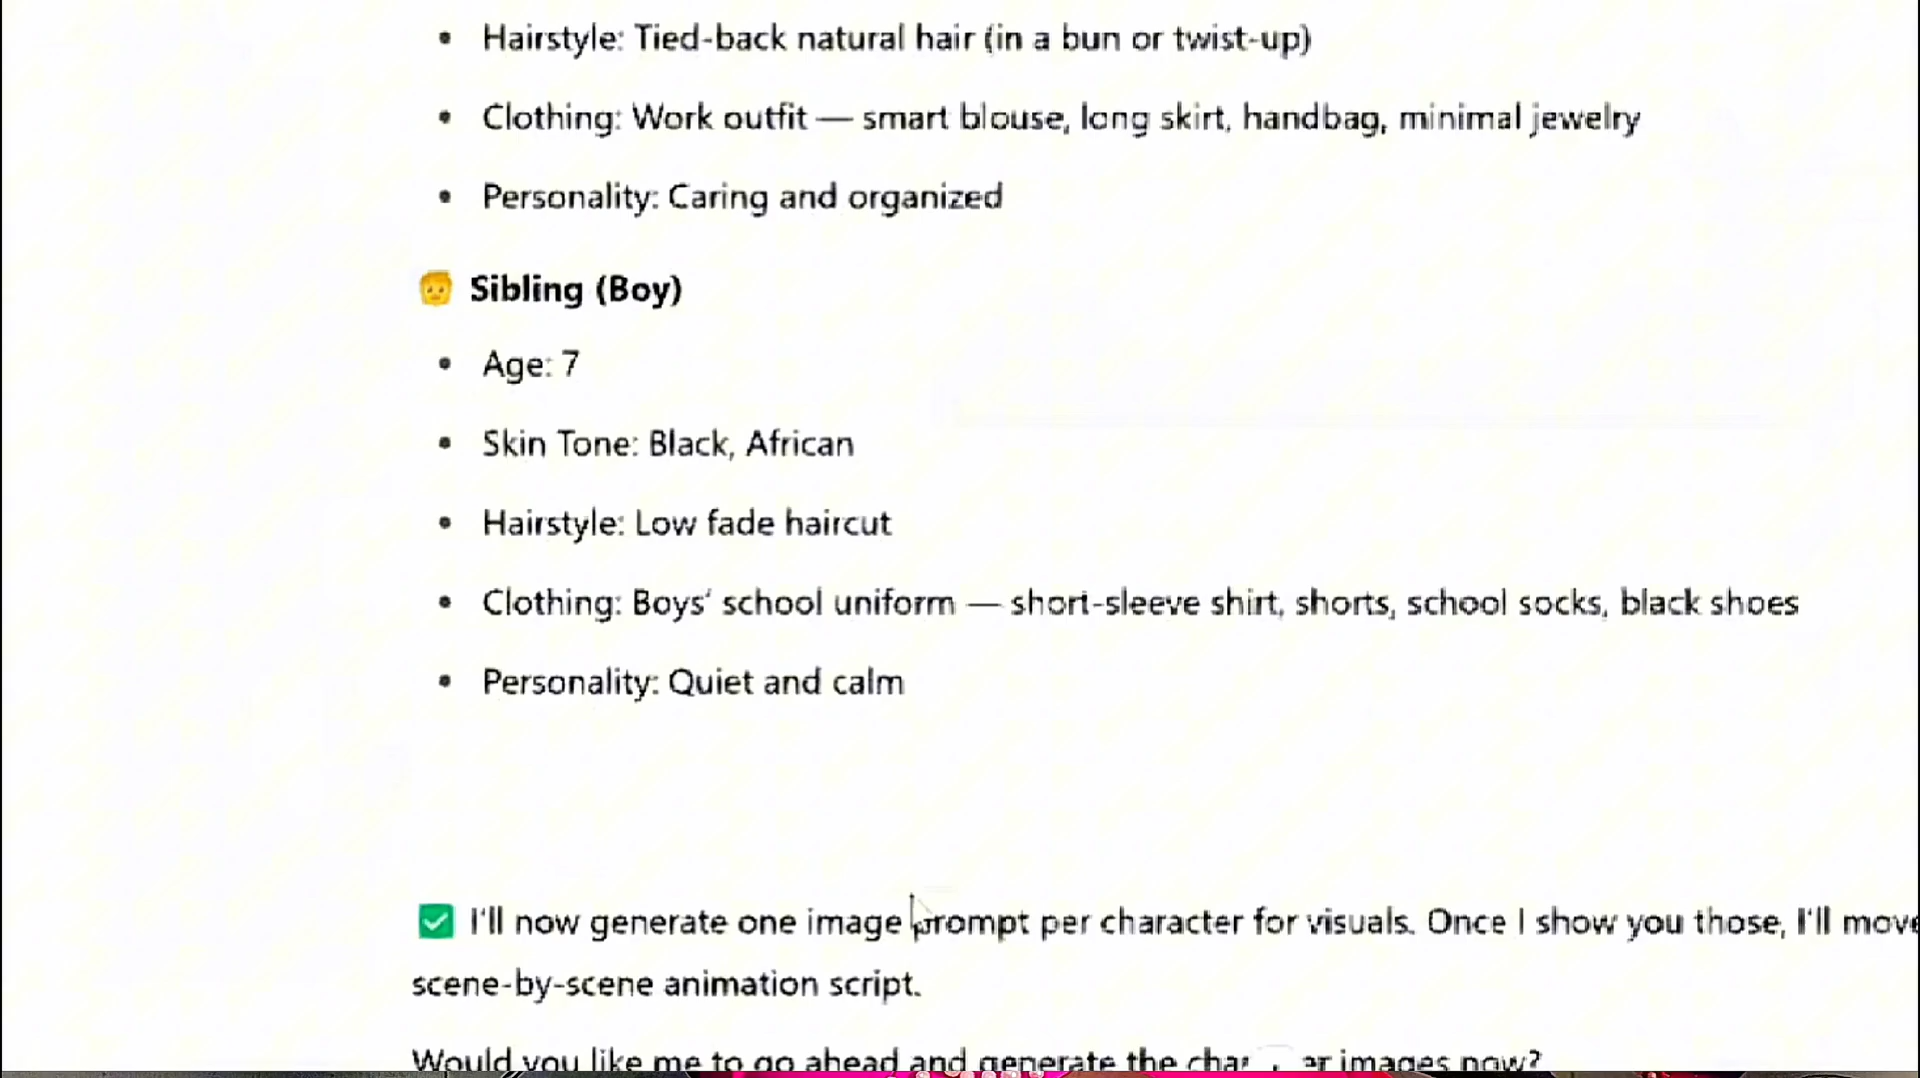 • Hairstyle: Tied-back natural hair (in a bun or twist-up)
• Clothing: Work outfit — smart blouse, long skirt, handbag, minimal jewelry
• Personality: Caring and organized
Sibling (Boy)
• Age: 7
• Skin Tone: Black, African
• Hairstyle: Low fade haircut
• Clothing: Boys' school uniform — short-sleeve shirt, shorts, school socks, black shoes
• Personality: Quiet and calm
I'll now generate one image prompt per character for visuals. Once I show you those, I'll move
scene-by-scene animation script.
Would you like me to go ahead and generate the images now?